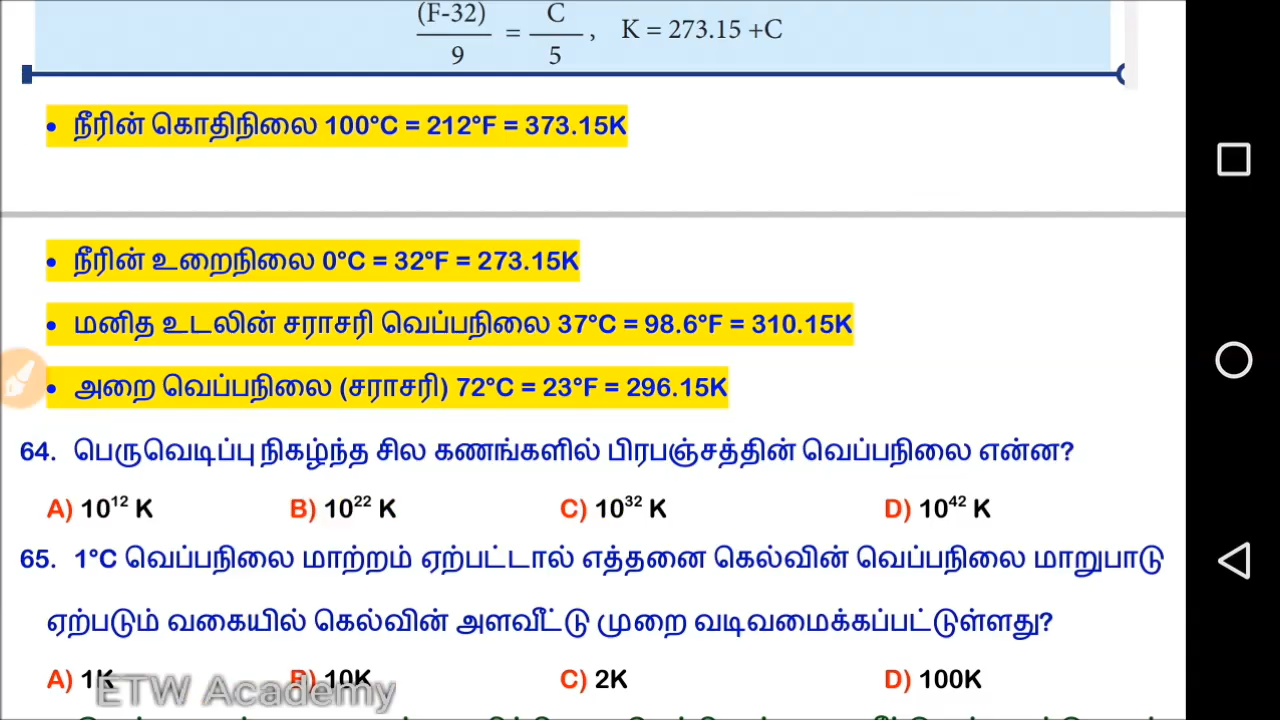 (F-32)/9 = C/5, K = 273.15 +C
• நீரின் கொதிநிலை 100°C = 212°F = 373.15K
• நீரின் உறைநிலை 0°C = 32°F = 273.15K
• மனித உடலின் சராசரி வெப்பநிலை 37°C = 98.6°F = 310.15K
• அறை வெப்பநிலை (சராசரி) 72°C = 23°F = 296.15K
64. பெருவெடிப்பு நிகழ்ந்த சில கணங்களில் பிரபஞ்சத்தின் வெப்பநிலை என்ன?
A) 10¹² K B) 10²² K C) 10³² K D) 10⁴² K
65. 1°C வெப்பநிலை மாற்றம் ஏற்பட்டால் எத்தனை கெல்வின் வெப்பநிலை மாறுபாடு
ஏற்படும் வகையில் கெல்வின் அளவீட்டு முறை வடிவமைக்கப்பட்டுள்ளது?
A) 1K B) 10K C) 2K D) 100K
ETW Academy